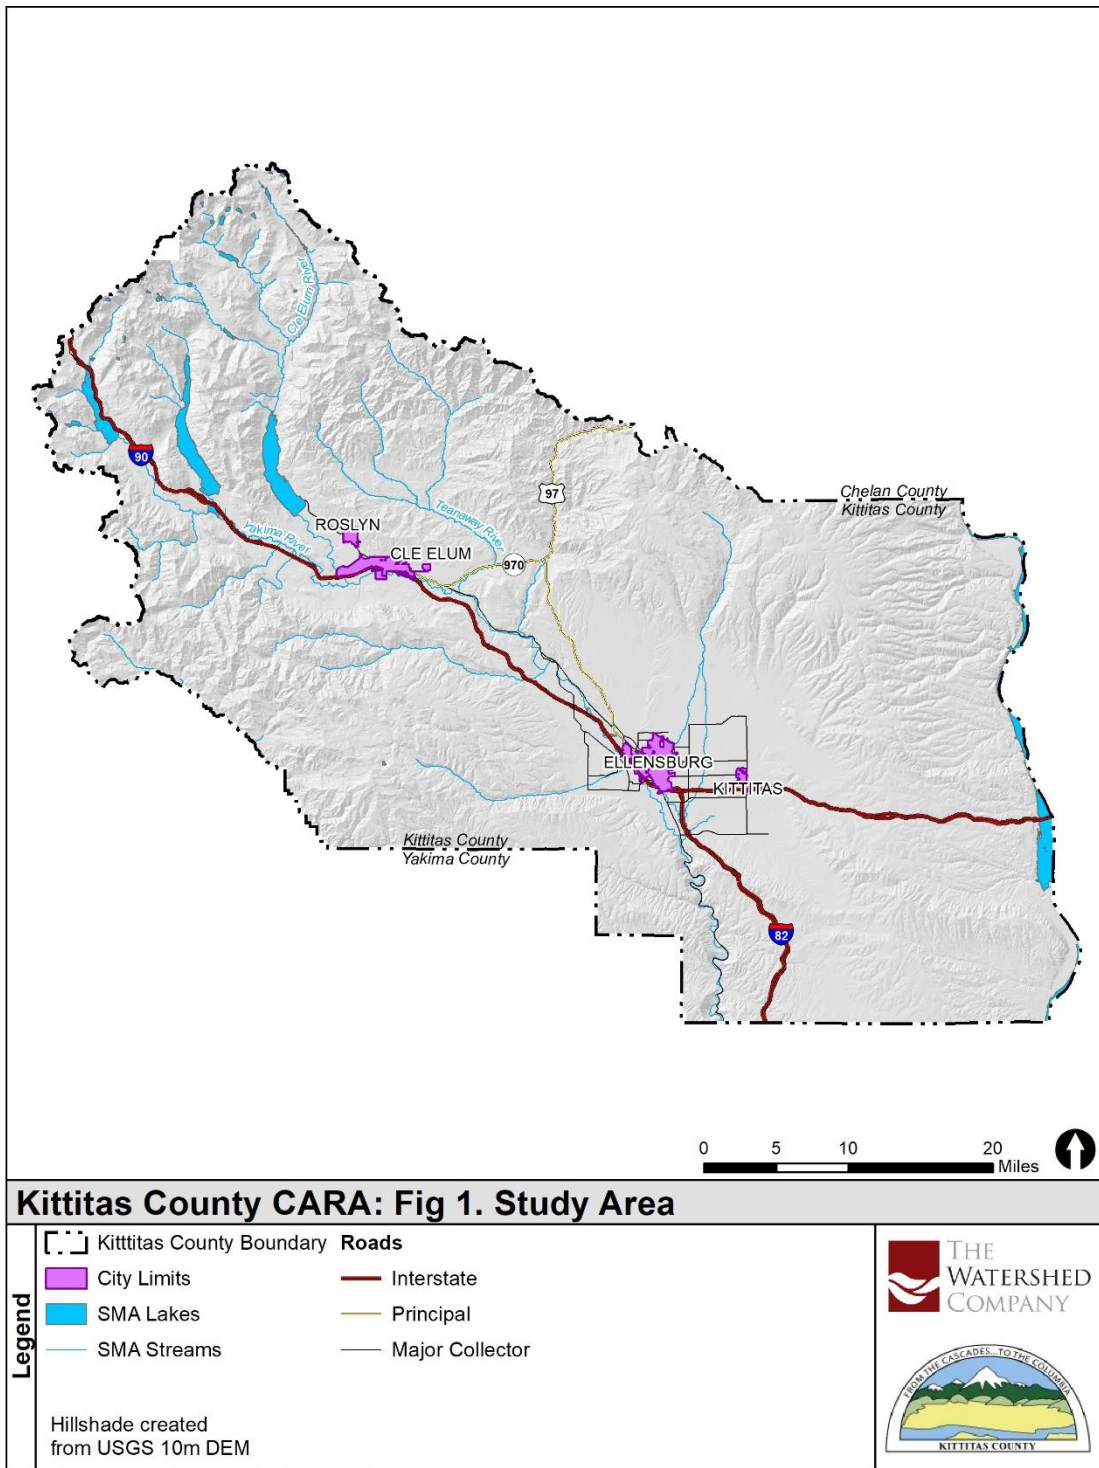 Cle Elum River
90
97
Chelan County
Kittitas County
ROSLYN
Teanaway River
Yakima River
CLE ELUM
970
ELLENSBURG
KITTITAS
Kittitas County
Yakima County
82
0 5 10 20
Miles
Kittitas County CARA: Fig 1. Study Area
Legend
Kitttitas County Boundary
City Limits
SMA Lakes
SMA Streams
Roads
Interstate
Principal
Major Collector
Hillshade created
from USGS 10m DEM
THE
WATERSHED
COMPANY
FROM THE CASCADES...TO THE COLUMBIA
KITTITAS COUNTY